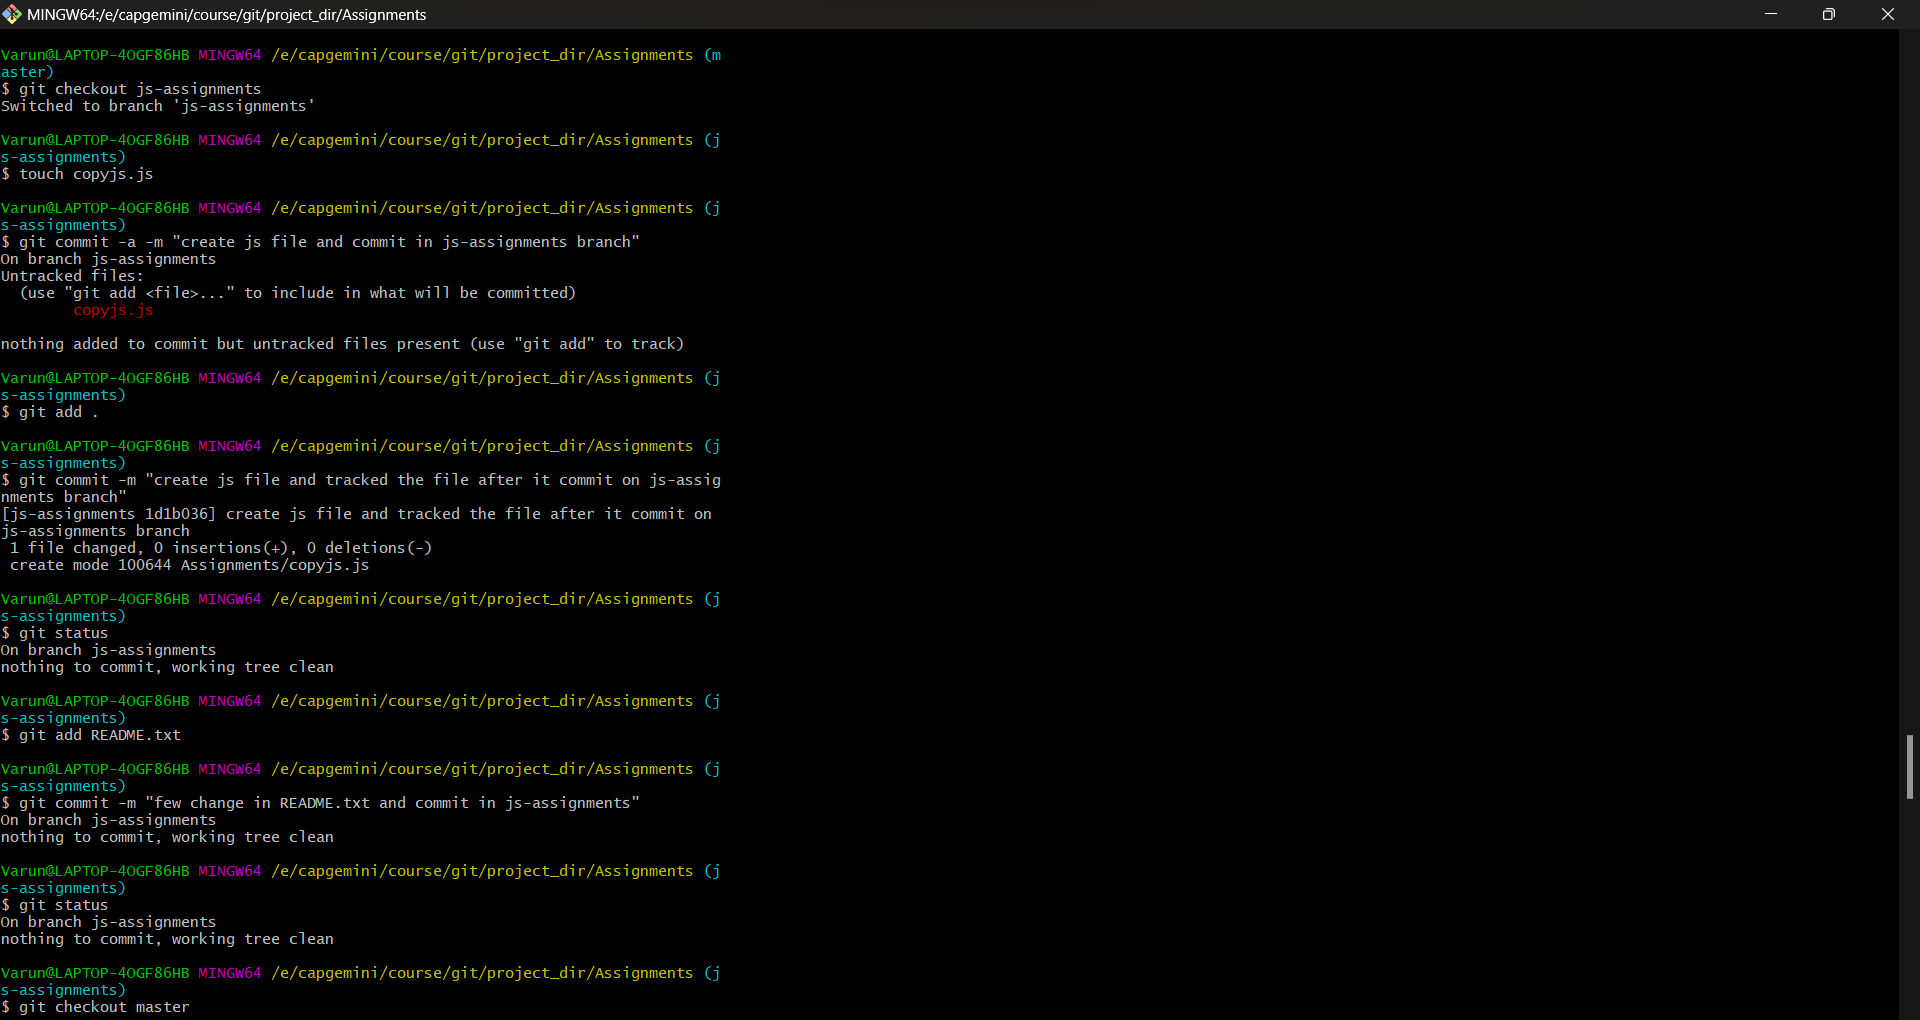 MINGW64:/e/capgemini/course/git/project_dir/Assignments
Varun@LAPTOP-4OGF86HB MINGW64 /e/capgemini/course/git/project_dir/Assignments (m
aster)
$ git checkout js-assignments
Switched to branch 'js-assignments'
Varun@LAPTOP-4OGF86HB MINGW64 /e/capgemini/course/git/project_dir/Assignments (j
s-assignments)
$ touch copyjs.js
Varun@LAPTOP-4OGF86HB MINGW64 /e/capgemini/course/git/project_dir/Assignments (j
s-assignments)
$ git commit -a -m "create js file and commit in js-assignments branch"
On branch js-assignments
Untracked files:
  (use "git add <file>..." to include in what will be committed)
        copyjs.js
nothing added to commit but untracked files present (use "git add" to track)
Varun@LAPTOP-4OGF86HB MINGW64 /e/capgemini/course/git/project_dir/Assignments (j
s-assignments)
$ git add .
Varun@LAPTOP-4OGF86HB MINGW64 /e/capgemini/course/git/project_dir/Assignments (j
s-assignments)
$ git commit -m "create js file and tracked the file after it commit on js-assig
nments branch"
[js-assignments 1d1b036] create js file and tracked the file after it commit on
js-assignments branch
 1 file changed, 0 insertions(+), 0 deletions(-)
 create mode 100644 Assignments/copyjs.js
Varun@LAPTOP-4OGF86HB MINGW64 /e/capgemini/course/git/project_dir/Assignments (j
s-assignments)
$ git status
On branch js-assignments
nothing to commit, working tree clean
Varun@LAPTOP-4OGF86HB MINGW64 /e/capgemini/course/git/project_dir/Assignments (j
s-assignments)
$ git add README.txt
Varun@LAPTOP-4OGF86HB MINGW64 /e/capgemini/course/git/project_dir/Assignments (j
s-assignments)
$ git commit -m "few change in README.txt and commit in js-assignments"
On branch js-assignments
nothing to commit, working tree clean
Varun@LAPTOP-4OGF86HB MINGW64 /e/capgemini/course/git/project_dir/Assignments (j
s-assignments)
$ git status
On branch js-assignments
nothing to commit, working tree clean
Varun@LAPTOP-4OGF86HB MINGW64 /e/capgemini/course/git/project_dir/Assignments (j
s-assignments)
$ git checkout master